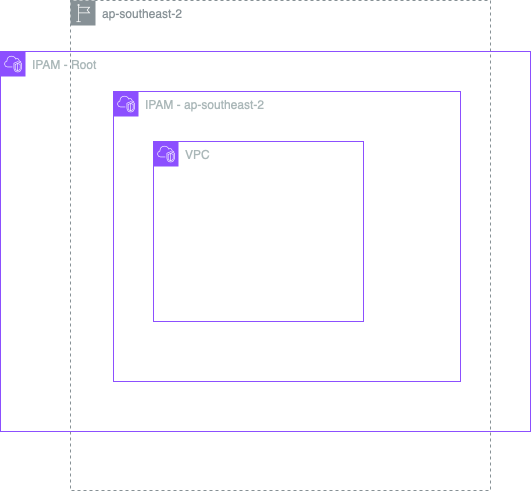 ap-southeast-2
IPAM - Root
IPAM - ap-southeast-2
VPC